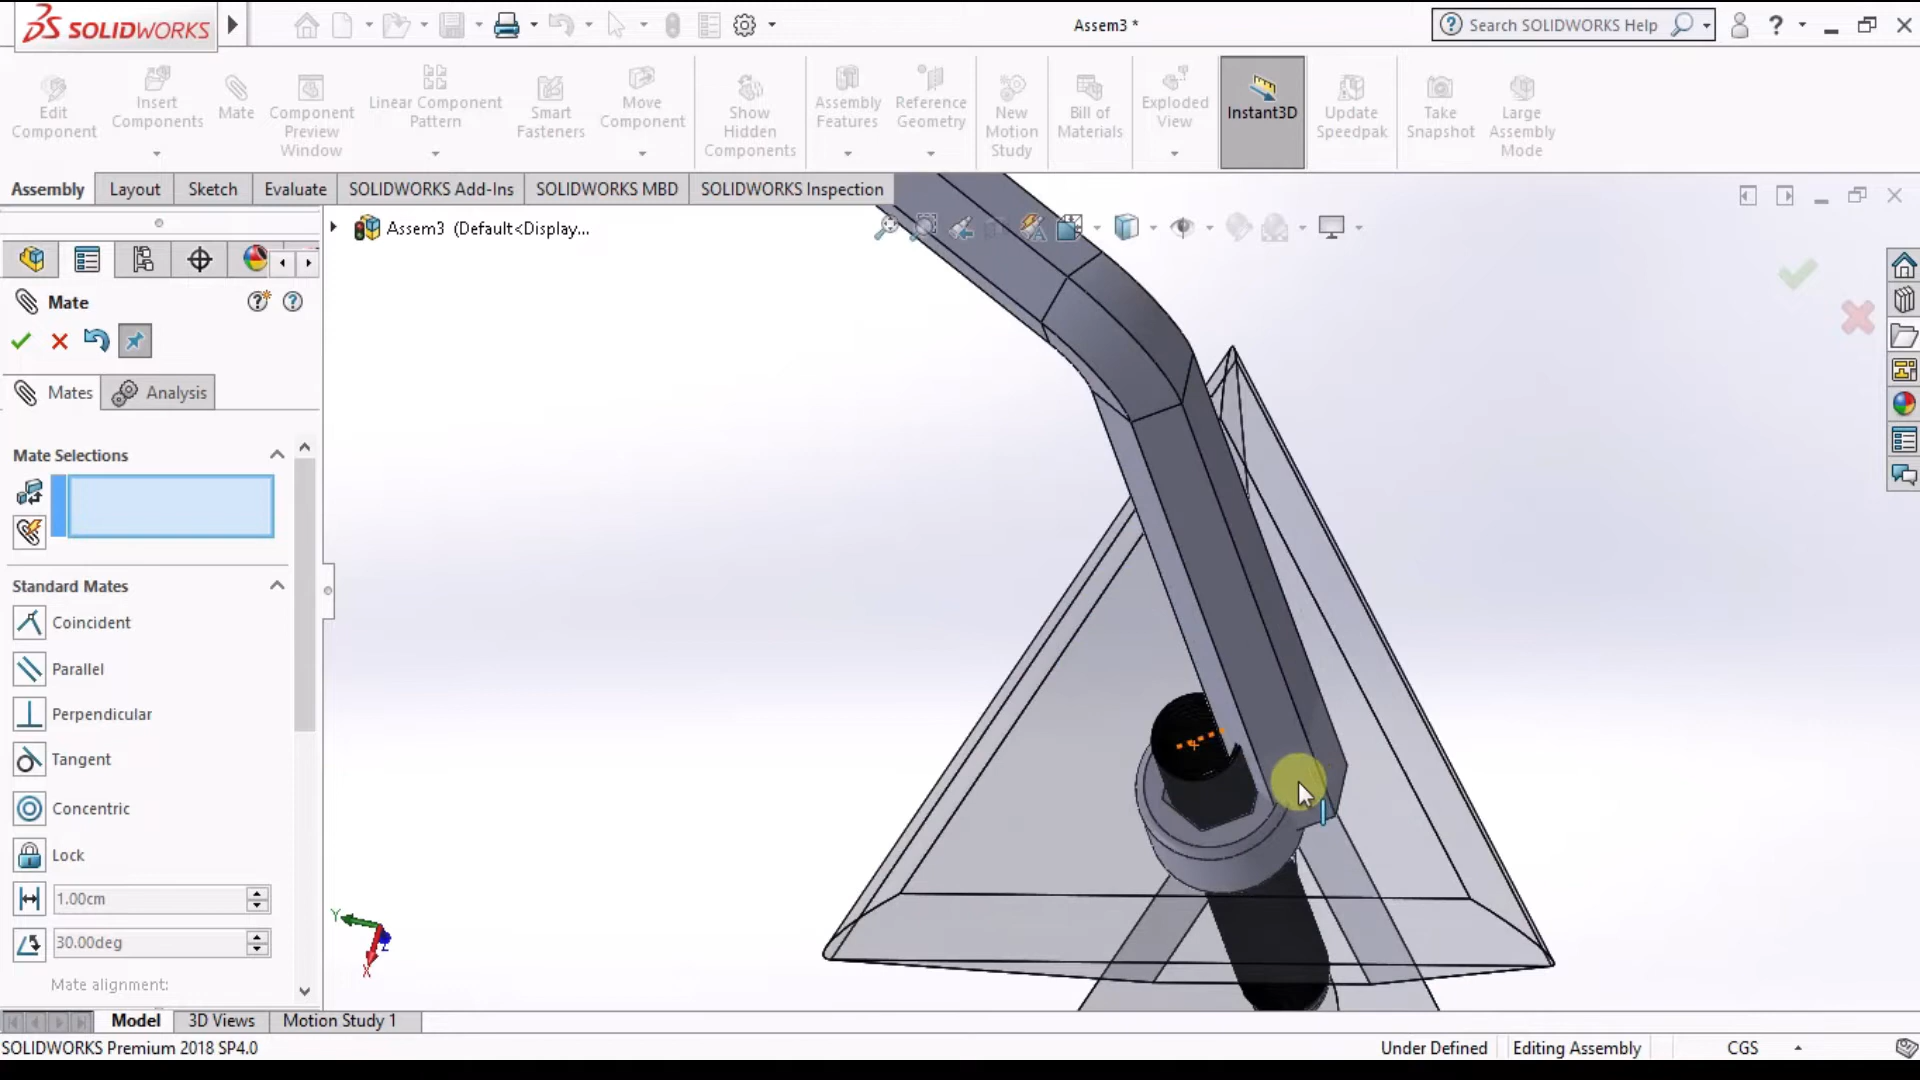 SOLIDWORKS
Assem3 *
Search SOLIDWORKS Help
Edit
Component
Insert
Components
Mate
Component
Preview
Window
Linear Component
Pattern
Smart
Fasteners
Move
Component
Show
Hidden
Components
Assembly
Features
Reference
Geometry
New
Motion
Study
Bill of
Materials
Exploded
View
Instant3D
Update
Speedpak
Take
Snapshot
Large
Assembly
Mode
Assembly
Layout
Sketch
Evaluate
SOLIDWORKS Add-Ins
SOLIDWORKS MBD
SOLIDWORKS Inspection
Assem3 (Default<Display...
Mate
Mates
Analysis
Mate Selections
Standard Mates
Coincident
Parallel
Perpendicular
Tangent
Concentric
Lock
1.00cm
30.00deg
Mate alignment:
Y
X
Z
Model
3D Views
Motion Study 1
SOLIDWORKS Premium 2018 SP4.0
Under Defined
Editing Assembly
CGS